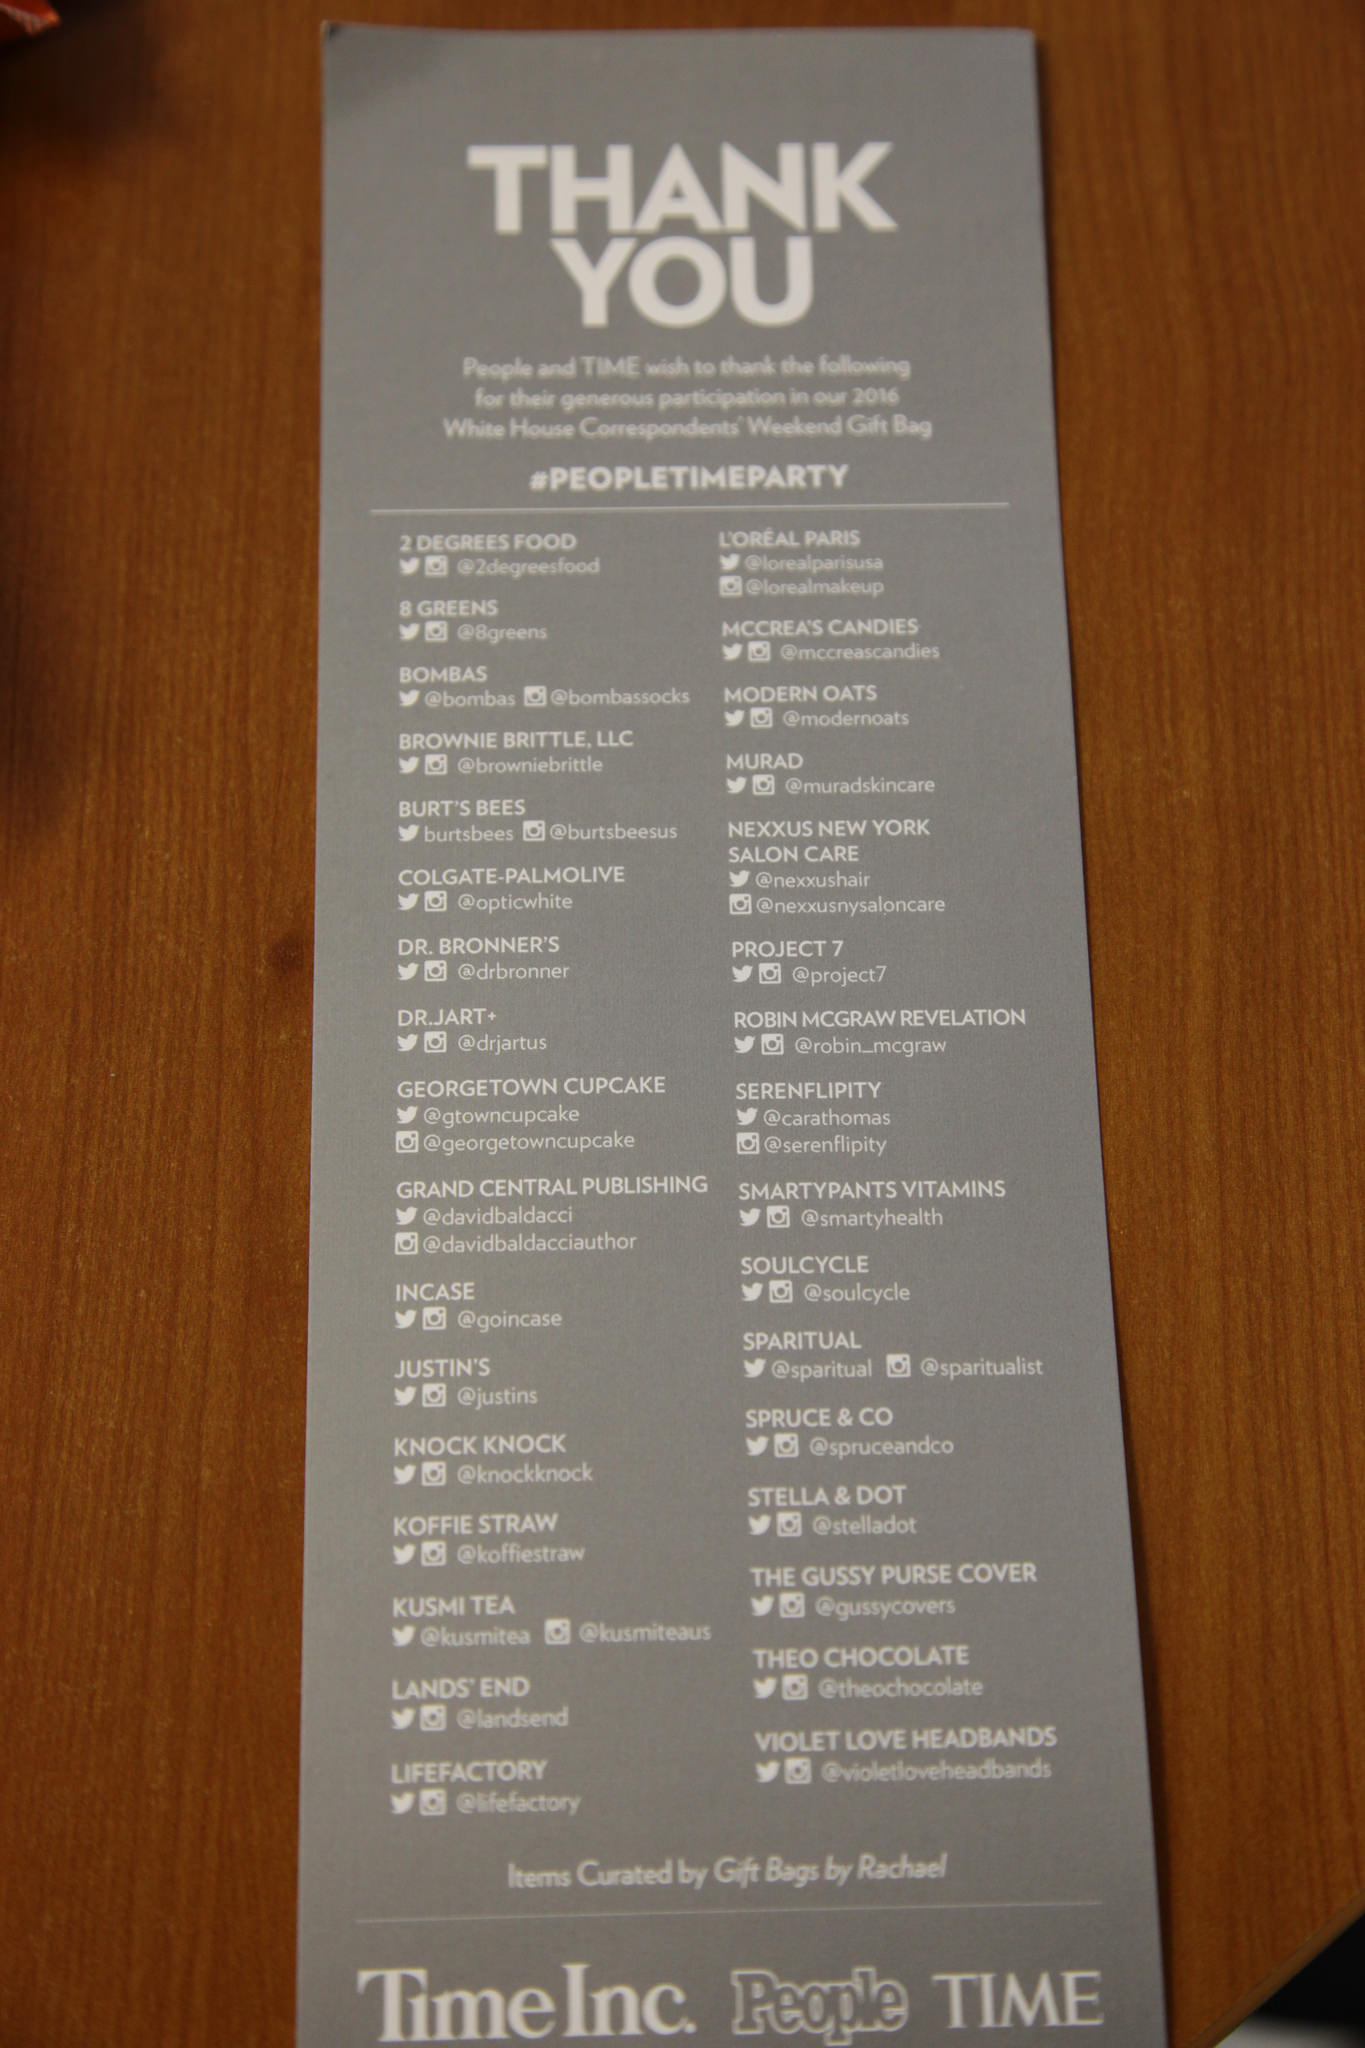 THANK
YOU
People and TIME wish to thank the following
for their generous participation in our 2016
White House Correspondents' Weekend Gift Bag
#PEOPLETIMEPARTY
2 DEGREES FOOD
@2degreesfood
8 GREENS
@8greens
BOMBAS
@bombas @bombassocks
BROWNIE BRITTLE, LLC
@browniebrittle
BURT'S BEES
burtsbees @burtsbeesus
COLGATE-PALMOLIVE
@opticwhite
DR. BRONNER'S
@drbronner
DR.JART+
@drjartus
GEORGETOWN CUPCAKE
@gtowncupcake
@georgetowncupcake
GRAND CENTRAL PUBLISHING
@davidbaldacci
@davidbaldacciauthor
INCASE
@goincase
JUSTIN'S
@justins
KNOCK KNOCK
@knockknock
KOFFIE STRAW
@koffiestraw
KUSMI TEA
@kusmitea @kusmiteaus
LANDS' END
@landsend
LIFEFACTORY
@lifefactory
L'ORÉAL PARIS
@lorealparisusa
@lorealmakeup
MCCREA'S CANDIES
@mccreascandies
MODERN OATS
@modernoats
MURAD
@muradskincare
NEXXUS NEW YORK
SALON CARE
@nexxushair
@nexxusnysaloncare
PROJECT 7
@project7
ROBIN MCGRAW REVELATION
@robin_mcgraw
SERENFLIPITY
@carathomas
@serenflipity
SMARTYPANTS VITAMINS
@smartyhealth
SOULCYCLE
@soulcycle
SPARITUAL
@sparitual @sparitualist
SPRUCE & CO
@spruceandco
STELLA & DOT
@stelladot
THE GUSSY PURSE COVER
@gussycovers
THEO CHOCOLATE
@theochocolate
VIOLET LOVE HEADBANDS
@violetloveheadbands
Items Curated by Gift Bags by Rachael
Time Inc. People TIME